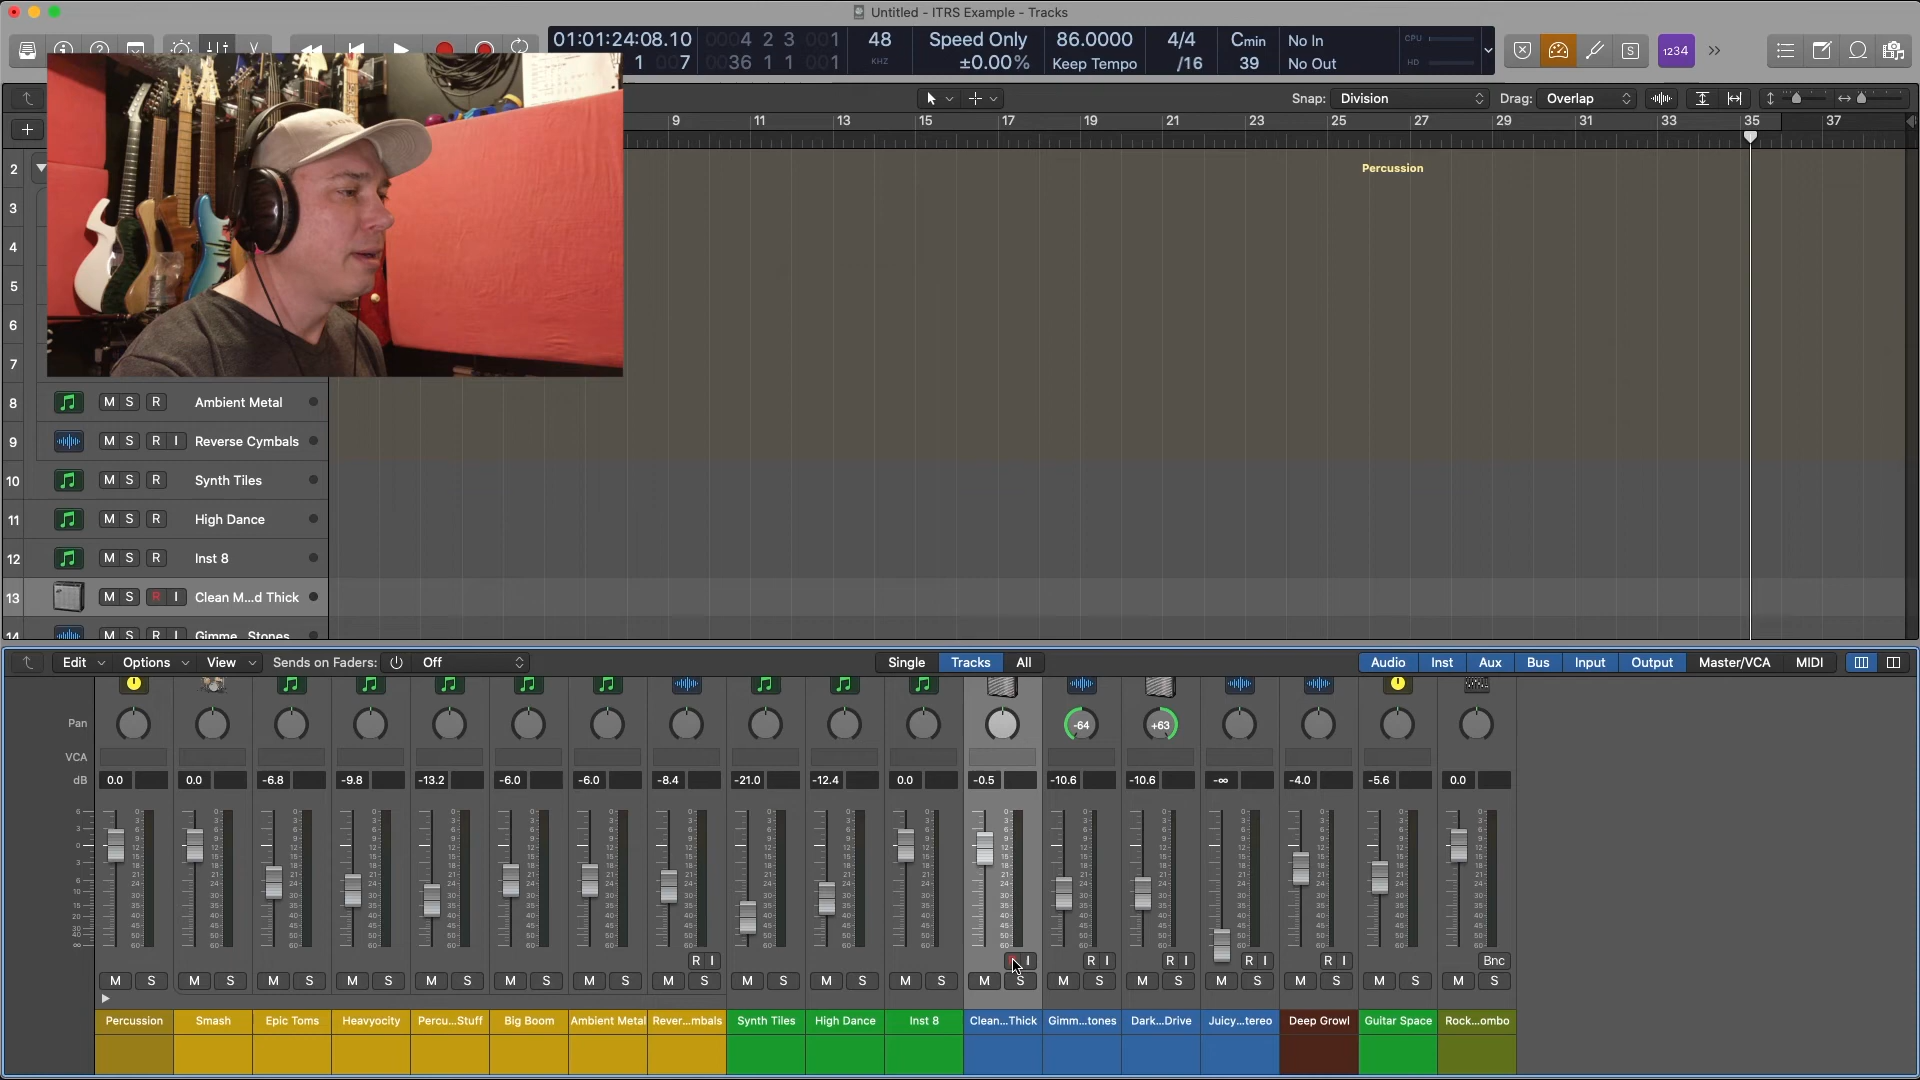 Untitled - ITRS Example - Tracks
01:01:24:08.10
1 007
0004 2 3 001
0036 1 1 001
48
KHZ
Speed Only
±0.00%
86.0000
Keep Tempo
4/4
/16
Cmin
39
No In
No Out
CPU
HD
S
1234
Snap: Division
Drag: Overlap
9 11 13 15 17 19 21 23 25 27 29 31 33 35 37
Percussion
2
3
4
5
6
7
8 M S R Ambient Metal
9 M S R I Reverse Cymbals
10 M S R Synth Tiles
11 M S R High Dance
12 M S R Inst 8
13 M S R I Clean M...d Thick
14 M S R I Gimme...Stones
Edit Options View Sends on Faders: Off
Single Tracks All
Audio Inst Aux Bus Input Output Master/VCA MIDI
Pan -64 +63
VCA
dB 0.0 0.0 -6.8 -9.8 -13.2 -6.0 -6.0 -8.4 -21.0 -12.4 0.0 -0.5 -10.6 -10.6 -∞ -4.0 -5.6 0.0
R I I R I R I R I R I Bnc
M S M S M S M S M S M S M S M S M S M S M S M S M S M S M S M S M S M S
Percussion Smash Epic Toms Heavyocity Percu...Stuff Big Boom Ambient Metal Rever...mbals Synth Tiles High Dance Inst 8 Clean...Thick Gimm...tones Dark...Drive Juicy...tereo Deep Growl Guitar Space Rock...ombo